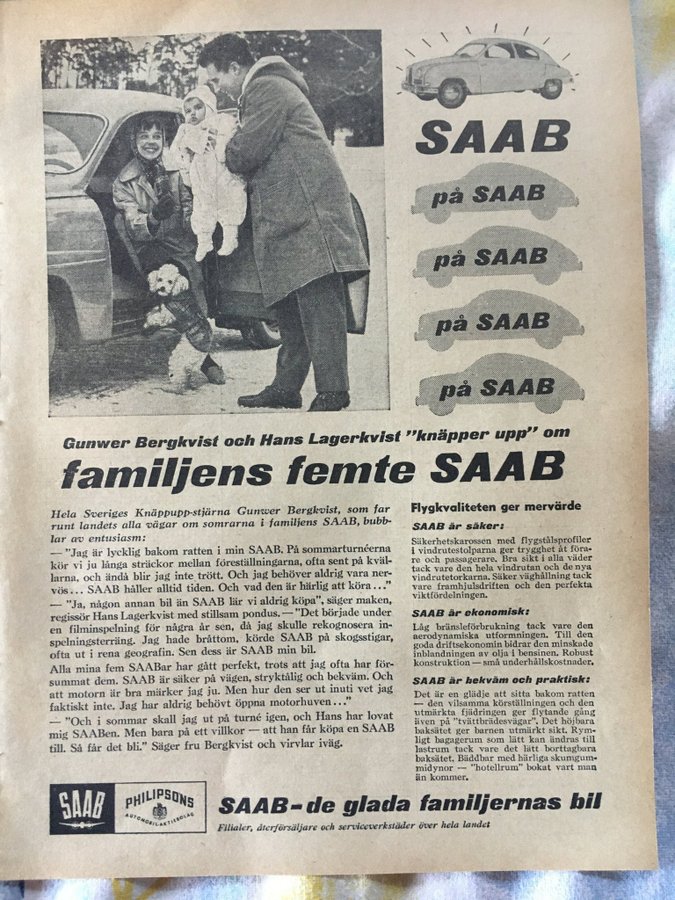 SAAB
på SAAB
på SAAB
på SAAB
på SAAB
Gunwer Bergkvist och Hans Lagerkvist "knäpper upp" om
familjens femte SAAB
Hela Sveriges Knäppupp-stjärna Gunwer Bergkvist, som far
runt landets alla vägar om somrarna i familjens SAAB, bubb-
lar av entusiasm:
— "Jag är lycklig bakom ratten i min SAAB. På sommarturnéerna
kör vi ju långa sträckor mellan föreställningarna, ofta sent på kväl-
larna, och ändå blir jag inte trött. Och jag behöver aldrig vara ner-
vös... SAAB håller alltid tiden. Och vad den är härlig att köra..."
— "Ja, någon annan bil än SAAB lär vi aldrig köpa", säger maken,
regissör Hans Lagerkvist med stillsam pondus. — "Det började under
en filminspelning för några år sen, då jag skulle rekognosera in-
spelningsterräng. Jag hade bråttom, körde SAAB på skogsstigar,
ofta ut i rena geografin. Sen dess är SAAB min bil.
Alla mina fem SAABar har gått perfekt, trots att jag ofta har för-
summat dem. SAAB är säker på vägen, stryktålig och bekväm. Och
att motorn är bra märker jag ju. Men hur den ser ut inuti vet jag
faktiskt inte. Jag har aldrig behövt öppna motorhuven..."
— "Och i sommar skall jag ut på turné igen, och Hans har lovat
mig SAABen. Men bara på ett villkor — att han får köpa en SAAB
till. Så får det bli." Säger fru Bergkvist och virvlar iväg.
Flygkvaliteten ger mervärde
SAAB är säker:
Säkerhetskarossen med flygstålsprofiler
i vindrutestolparna ger trygghet åt föra-
re och passagerare. Bra sikt i alla väder
tack vare den hela vindrutan och de nya
vindrutetorkarna. Säker väghållning tack
vare framhjulsdriften och den perfekta
viktfördelningen.
SAAB är ekonomisk:
Låg bränsleförbrukning tack vare den
aerodynamiska utformningen. Till den
goda driftsekonomin bidrar den minskade
inblandningen av olja i bensinen. Robust
konstruktion — små underhållskostnader.
SAAB är bekväm och praktisk:
Det är en glädje att sitta bakom ratten
— den vilsamma körställningen och den
utmärkta fjädringen ger flytande gång
även på "tvättbrädesvägar". Det höjbara
baksätet ger barnen utmärkt sikt. Rym-
ligt bagagerum som lätt kan ändras till
lastrum tack vare det lätt borttagbara
baksätet. Bäddbar med härliga skumgum-
midynor — "hotellrum" bokat vart man
än kommer.
SAAB
PHILIPSONS
AUTOMOBIL-AKTIEBOLAG
SAAB–de glada familjernas bil
Filialer, återförsäljare och serviceverkstäder över hela landet